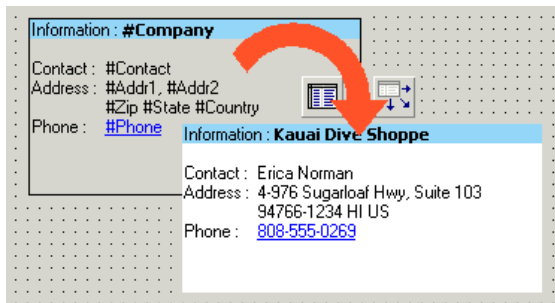 Information : #Company
Contact : #Contact
Address : #Addr1, #Addr2
#Zip #State #Country
Phone : #Phone
Information : Kauai Dive Shoppe
Contact : Erica Norman
Address : 4-976 Sugarloaf Hwy, Suite 103
94766-1234 HI US
Phone : 808-555-0269